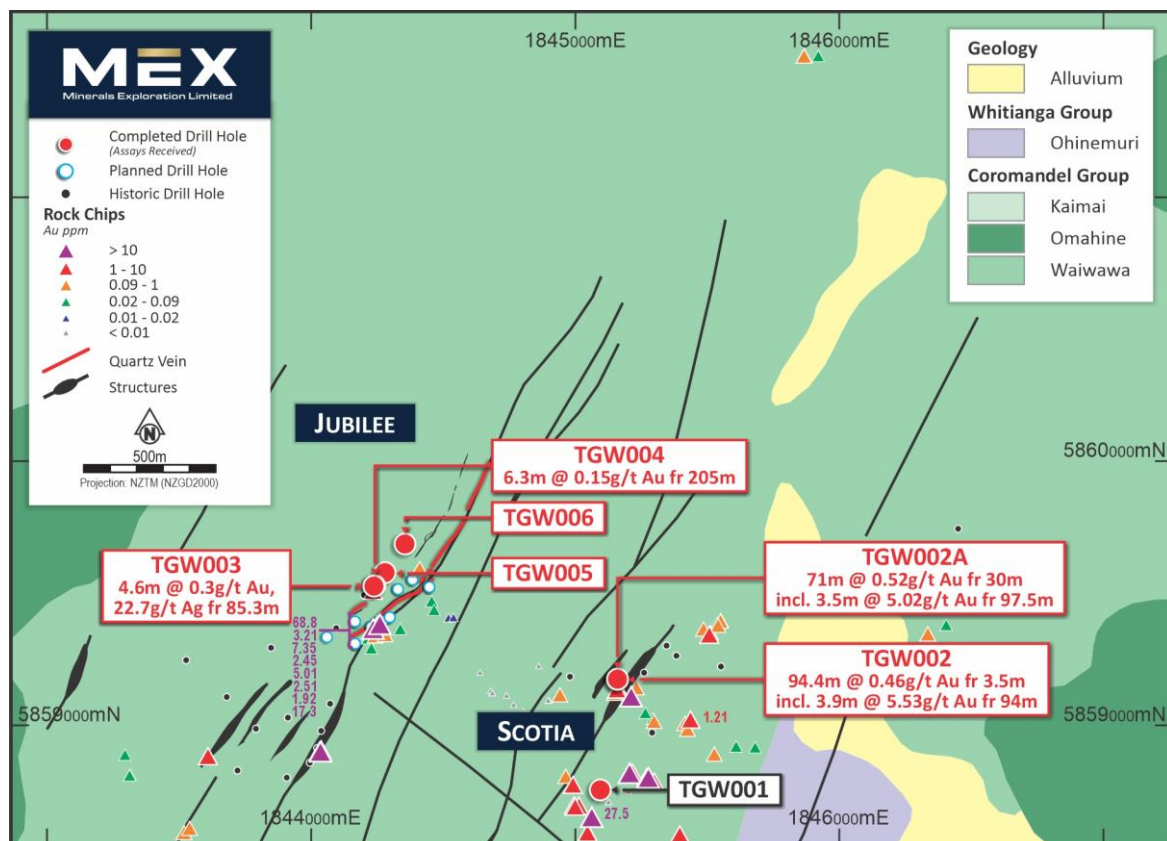 MEX
Minerals Exploration Limited
Completed Drill Hole
(Assays Received)
Planned Drill Hole
Historic Drill Hole
Rock Chips
Au ppm
> 10
1 - 10
0.09 - 1
0.02 - 0.09
0.01 - 0.02
< 0.01
Quartz Vein
Structures
N
500m
Projection: NZTM (NZGD2000)
1845000mE
1846000mE
Geology
Alluvium
Whitianga Group
Ohinemuri
Coromandel Group
Kaimai
Omahine
Waiwawa
JUBILEE
5860000mN
TGW004
6.3m @ 0.15g/t Au fr 205m
TGW006
TGW005
TGW003
4.6m @ 0.3g/t Au,
22.7g/t Ag fr 85.3m
TGW002A
71m @ 0.52g/t Au fr 30m
incl. 3.5m @ 5.02g/t Au fr 97.5m
68.8
3.21
7.35
2.45
5.01
2.51
1.92
17.3
TGW002
94.4m @ 0.46g/t Au fr 3.5m
incl. 3.9m @ 5.53g/t Au fr 94m
5859000mN
SCOTIA
1.21
5859000mN
TGW001
27.5
1844000mE
1846000mE